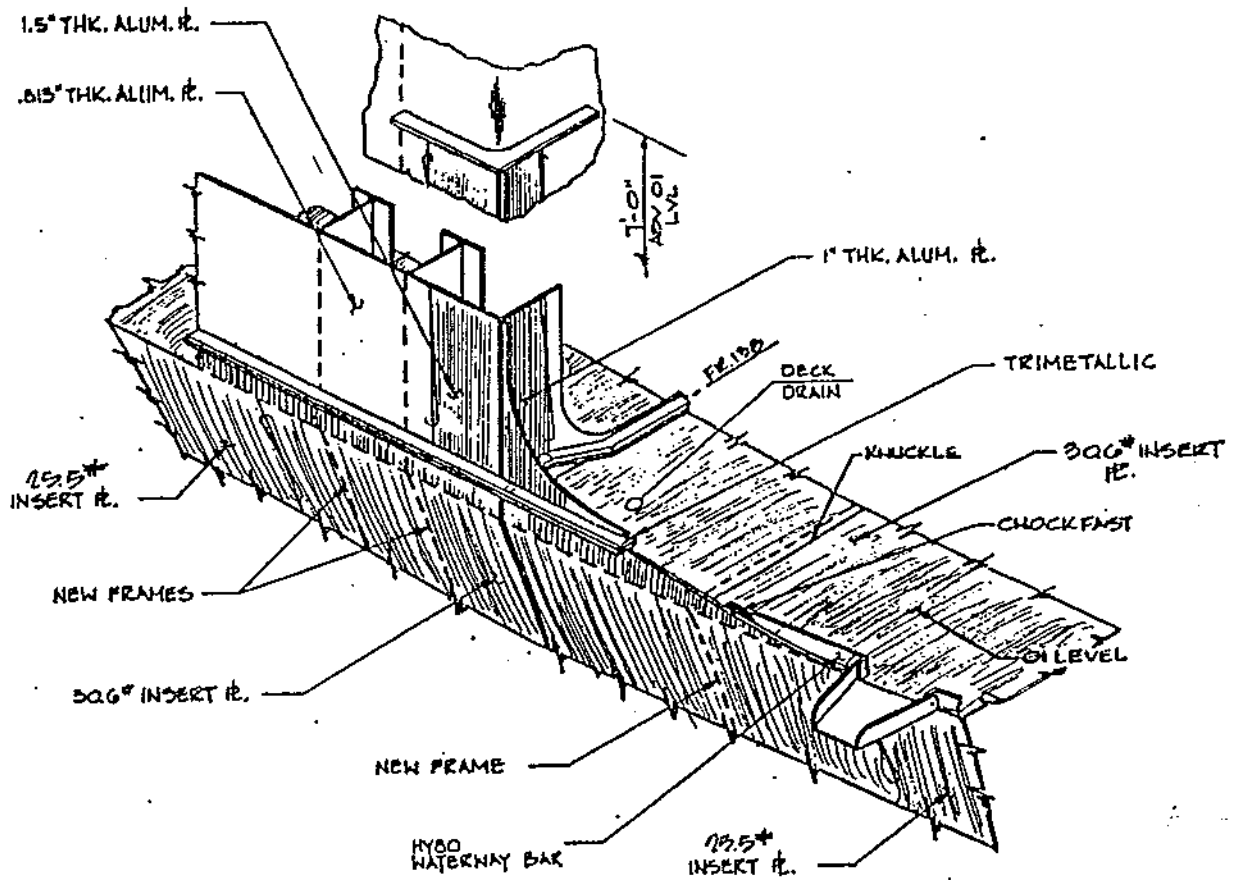 1.5" THK. ALUM. PL.
.813" THK. ALUM. PL.
7'-0"
ABV 01
LVL
1" THK. ALUM. PL.
FR.138
DECK
DRAIN
TRIMETALLIC
KNUCKLE
30.6# INSERT
PL.
CHOCKFAST
25.5#
INSERT PL.
NEW FRAMES
01 LEVEL
30.6# INSERT PL.
NEW FRAME
HY80
WATERWAY BAR
25.5#
INSERT PL.